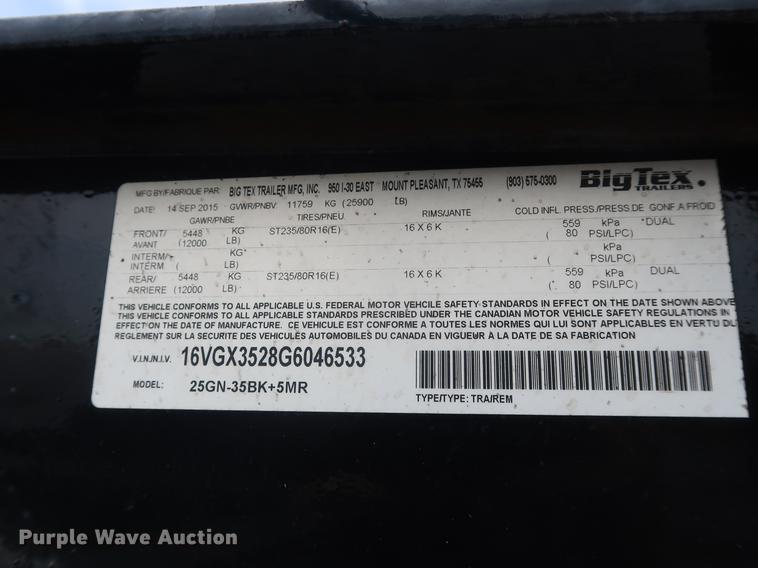 MFG BY/FABRIQUE PAR: BIG TEX TRAILER MFG, INC. 950 I-30 EAST MOUNT PLEASANT, TX 75455 (903) 575-0300 BigTex TRAILERS
DATE: 14 SEP 2015 GVWR/PNBV: 11759 KG (25900 LB)
GAWR/PNBE TIRES/PNEU RIMS/JANTE COLD INFL. PRESS/PRESS.DE GONF A FROID
FRONT/ 5448 KG ST235/80R16(E) 16 X 6 K 559 kPa DUAL
AVANT (12000 LB) ( 80 PSI/LPC)
INTERM/ KG kPa
INTERM ( LB) ( PSI/LPC)
REAR/ 5448 KG ST235/80R16(E) 16 X 6 K 559 kPa DUAL
ARRIERE (12000 LB) ( 80 PSI/LPC)
THIS VEHICLE CONFORMS TO ALL APPLICABLE U.S. FEDERAL MOTOR VEHCILE SAFETY STANDARDS IN EFFECT ON THE DATE SHOWN ABOVE
THIS VEHICLE CONFORMS TO ALL APPLICABLE STANDARDS PRESCRIBED UNDER THE CANADIAN MOTOR VEHICLE SAFETY REGULATIONS IN
EFFECT ON THE DATE OF MANUFACTURE / CE VEHICULE EST CONFORME A TOUTES LES NORMES QUI LUI SONT APPLICABLES EN VERTU DU
REGLEMENT SUR LA SECURITE DES VEHICULES AUTOMOBILES DU CANADA EN VIGUEUR A LA DATE DE SA FABRICATION
V.I.N./N.I.V. 16VGX3528G6046533
MODEL: 25GN-35BK+5MR TYPE/TYPE: TRA/REM
Purple Wave Auction